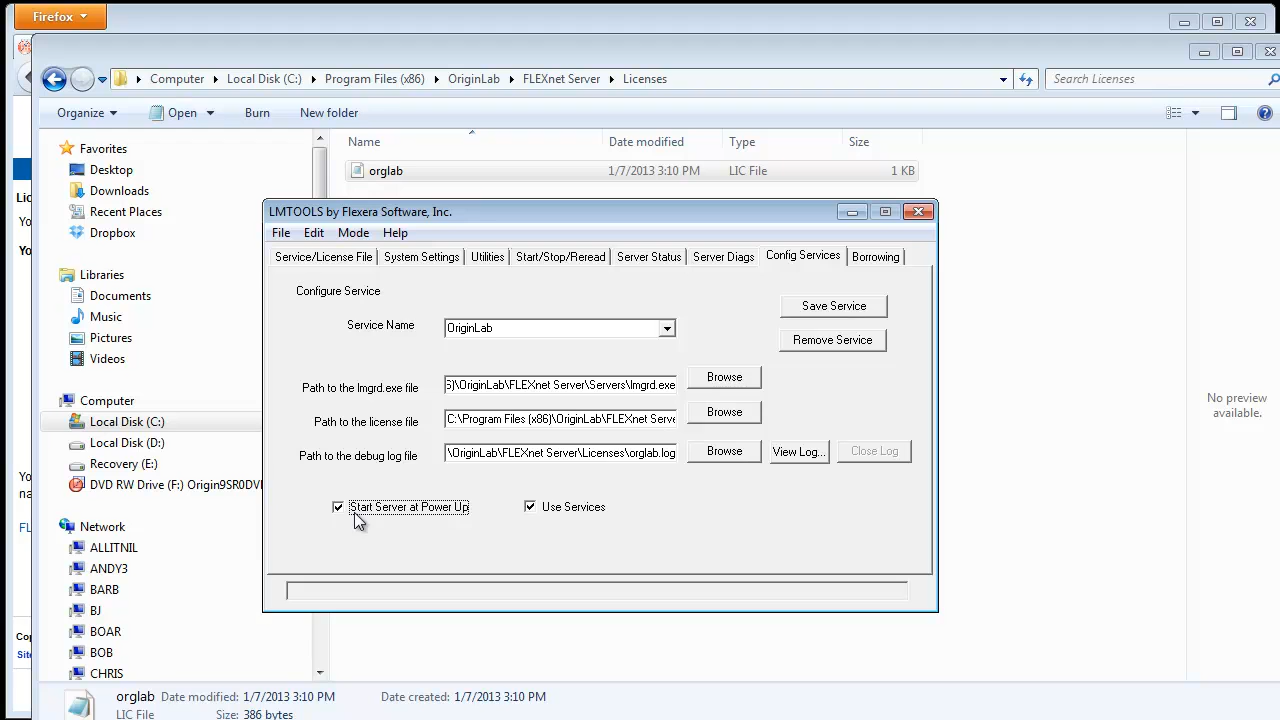 Firefox
Computer Local Disk (C:) Program Files (x86) OriginLab FLEXnet Server Licenses
Search Licenses
Organize Open Burn New folder
Name Date modified Type Size
orglab 1/7/2013 3:10 PM LIC File 1 KB
Favorites
Desktop
Downloads
Recent Places
Dropbox
Libraries
Documents
Music
Pictures
Videos
Computer
Local Disk (C:)
Local Disk (D:)
Recovery (E:)
DVD RW Drive (F:) Origin9SR0DV
Network
ALLITNIL
ANDY3
BARB
BJ
BOAR
BOB
CHRIS
Lic
Yo
Yo
na
FL
Cop
Site
LMTOOLS by Flexera Software, Inc.
File Edit Mode Help
Service/License File System Settings Utilities Start/Stop/Reread Server Status Server Diags Config Services Borrowing
Configure Service
Save Service
Service Name OriginLab
Remove Service
Path to the lmgrd.exe file 6)\OriginLab\FLEXnet Server\Servers\lmgrd.exe Browse
Path to the license file C:\Program Files (x86)\OriginLab\FLEXnet Serve Browse
Path to the debug log file \OriginLab\FLEXnet Server\Licenses\orglab.log Browse View Log... Close Log
Start Server at Power Up Use Services
No preview
available.
orglab Date modified: 1/7/2013 3:10 PM Date created: 1/7/2013 3:10 PM
LIC File Size: 386 bytes